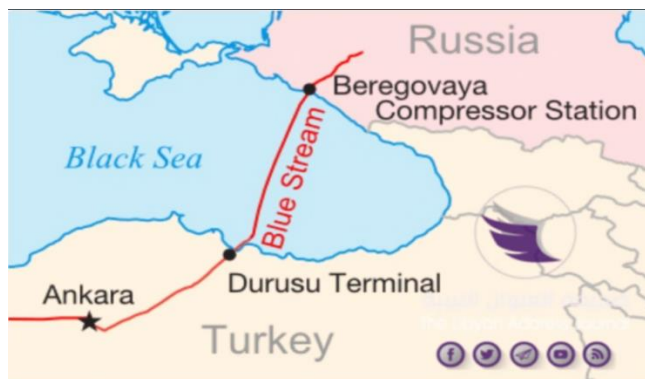 Russia
Beregovaya
Compressor Station
Black Sea
Blue Stream
Durusu Terminal
Ankara
Turkey